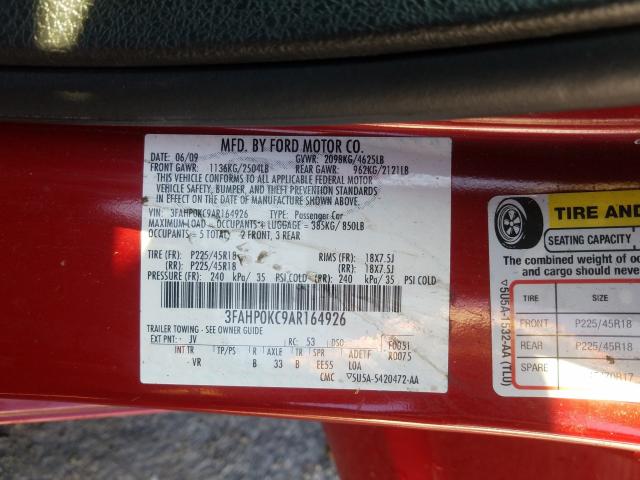 MFD. BY FORD MOTOR CO.
DATE: 06/09 GVWR: 2098KG/4625LB
FRONT GAWR: 1136KG/2504LB REAR GAWR: 962KG/2121LB
THIS VEHICLE CONFORMS TO ALL APPLICABLE FEDERAL MOTOR
VEHICLE SAFETY, BUMPER, AND THEFT PREVENTION STANDARDS
IN EFFECT ON THE DATE OF MANUFACTURE SHOWN ABOVE.
VIN: 3FAHP0KC9AR164926 TYPE: Passenger Car
MAXIMUM LOAD = OCCUPANTS + LUGGAGE = 385KG/850LB
OCCUPANTS = 5 TOTAL, 2 FRONT, 3 REAR
TIRE (FR): P225/45R18 RIMS (FR): 18X7.5J
(RR): P225/45R18 (RR): 18X7.5J
PRESSURE (FR): 240 kPa/ 35 PSI COLD (RR): 240 kPa/ 35 PSI COLD
3FAHP0KC9AR164926
TRAILER TOWING - SEE OWNER GUIDE
EXT PNT: JV RC: 53 DSO: F0031
INT TR TP/PS R AXLE TR SPR ADETF X0075
VR B 33 B EE55 LOA
CMC 5U5A-5420472-AA
TIRE AND
SEATING CAPACITY
The combined weight of oc
and cargo should neve
TIRE SIZE
FRONT P225/45R18
REAR P225/45R18
SPARE
5U5A-1532-AA (TLU)